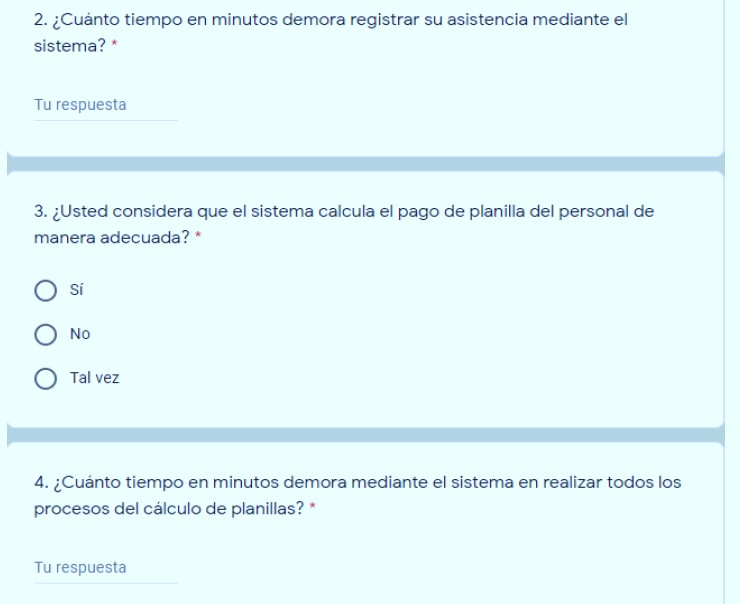 2. ¿Cuánto tiempo en minutos demora registrar su asistencia mediante el
sistema? *
Tu respuesta
3. ¿Usted considera que el sistema calcula el pago de planilla del personal de
manera adecuada? *
Sí
No
Tal vez
4. ¿Cuánto tiempo en minutos demora mediante el sistema en realizar todos los
procesos del cálculo de planillas? *
Tu respuesta